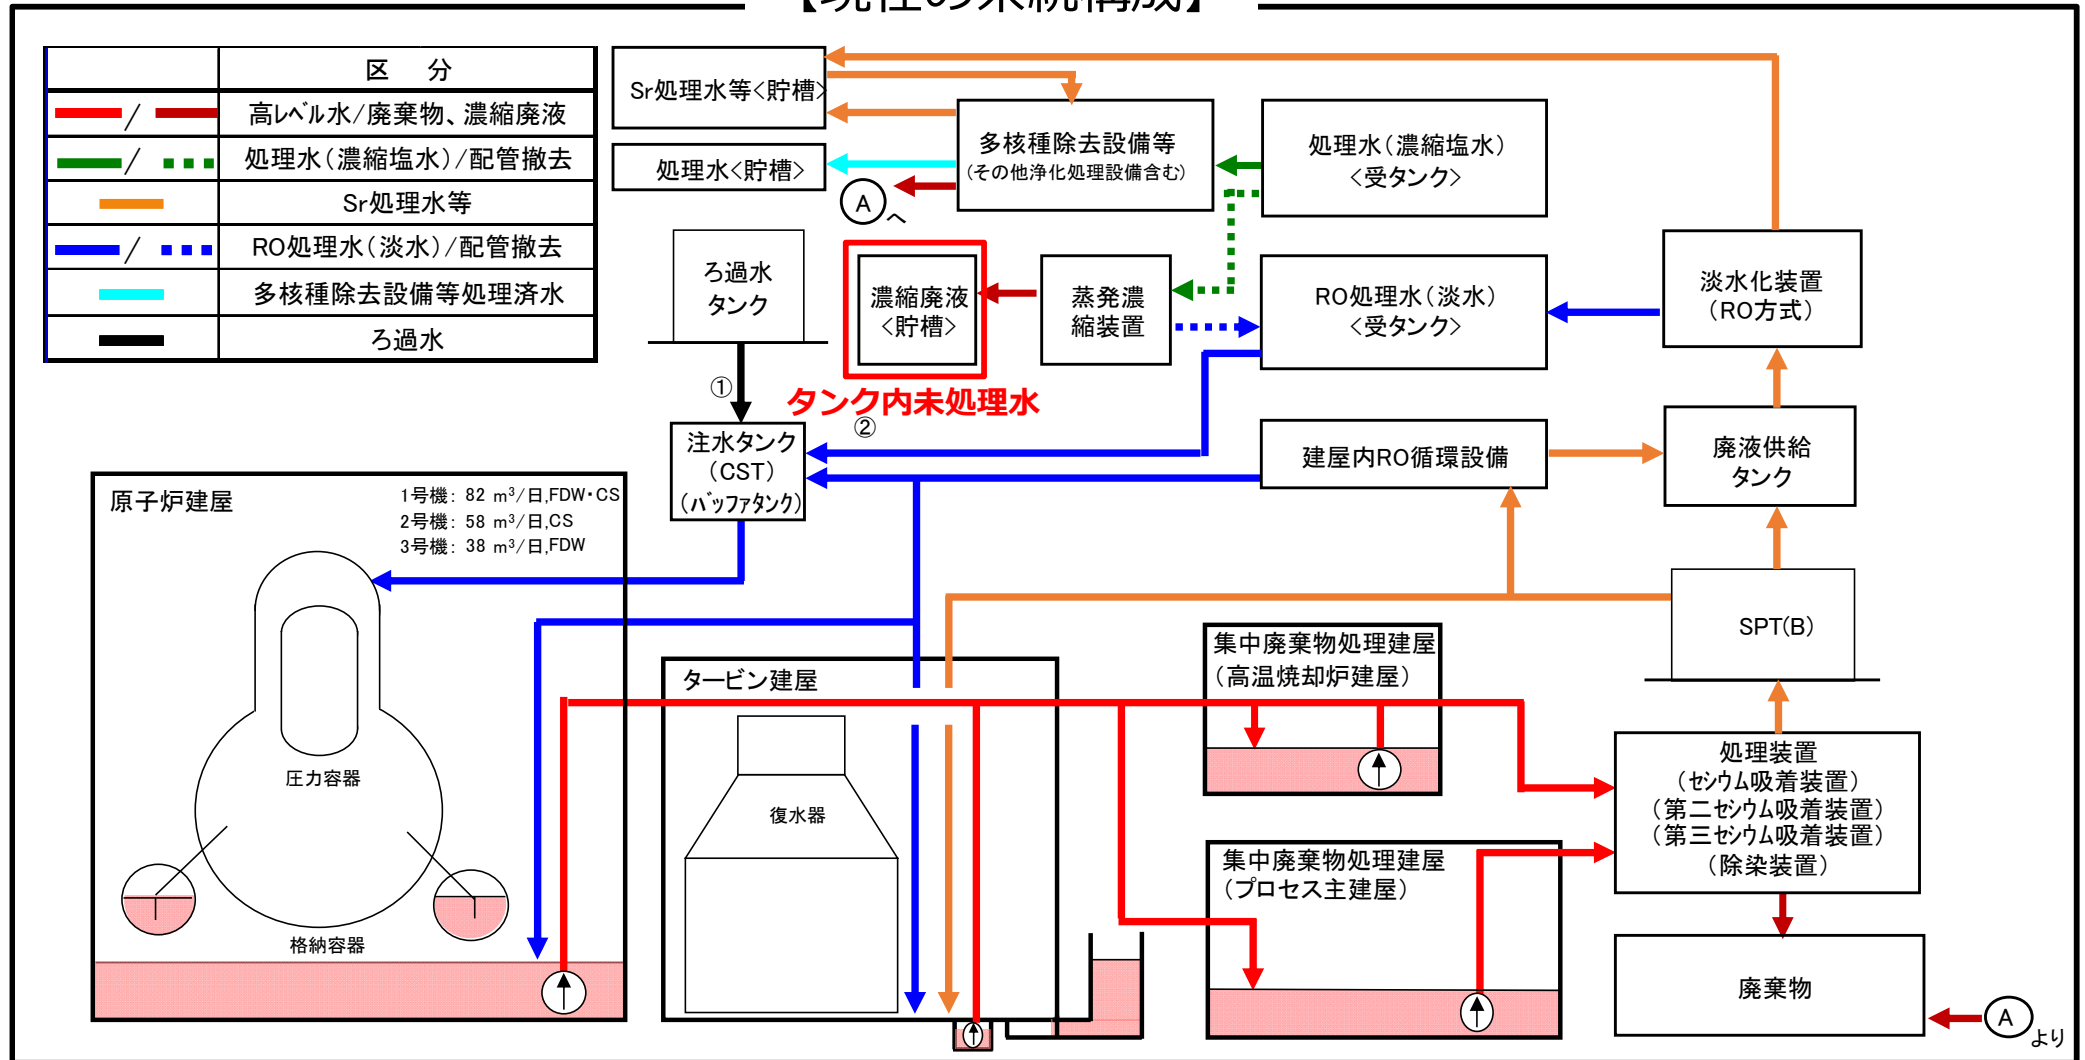 【現在の系統構成】
区 分
／ 高レベル水/廃棄物、濃縮廃液
／ 処理水(濃縮塩水)/配管撤去
Sr処理水等
／ RO処理水(淡水)/配管撤去
多核種除去設備等処理済水
ろ過水
Sr処理水等<貯槽>
処理水<貯槽>
A へ
多核種除去設備等
(その他浄化処理設備含む)
処理水(濃縮塩水)
<受タンク>
ろ過水
タンク
濃縮廃液
<貯槽>
蒸発濃
縮装置
RO処理水(淡水)
<受タンク>
淡水化装置
(RO方式)
タンク内未処理水
①
②
注水タンク
(CST)
(バッファタンク)
建屋内RO循環設備
廃液供給
タンク
原子炉建屋
1号機: 82 m³/日,FDW・CS
2号機: 58 m³/日,CS
3号機: 38 m³/日,FDW
圧力容器
格納容器
タービン建屋
復水器
集中廃棄物処理建屋
(高温焼却炉建屋)
SPT(B)
集中廃棄物処理建屋
(プロセス主建屋)
処理装置
(セシウム吸着装置)
(第二セシウム吸着装置)
(第三セシウム吸着装置)
(除染装置)
廃棄物
A より